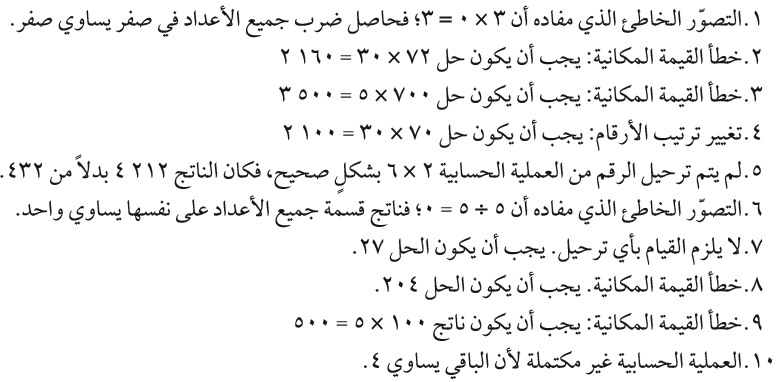 ١. التصوّر الخاطئ الذي مفاده أن ٣ × ٠ = ٣؛ فحاصل ضرب جميع الأعداد في صفر يساوي صفر.
٢. خطأ القيمة المكانية: يجب أن يكون حل ٧٢ × ٣٠ = ١٦٠ ٢
٣. خطأ القيمة المكانية: يجب أن يكون حل ٧٠٠ × ٥ = ٥٠٠ ٣
٤. تغيير ترتيب الأرقام: يجب أن يكون حل ٧٠ × ٣٠ = ١٠٠ ٢
٥. لم يتم ترحيل الرقم من العملية الحسابية ٢ × ٦ بشكلٍ صحيح، فكان الناتج ٢١٢ ٤ بدلاً من ٤٣٢.
٦. التصوّر الخاطئ الذي مفاده أن ٥ ÷ ٥ = ٠؛ فناتج قسمة جميع الأعداد على نفسها يساوي واحد.
٧. لا يلزم القيام بأي ترحيل. يجب أن يكون الحل ٢٧.
٨. خطأ القيمة المكانية. يجب أن يكون الحل ٢٠٤.
٩. خطأ القيمة المكانية: يجب أن يكون ناتج ١٠٠ × ٥ = ٥٠٠
١٠. العملية الحسابية غير مكتملة لأن الباقي يساوي ٤.